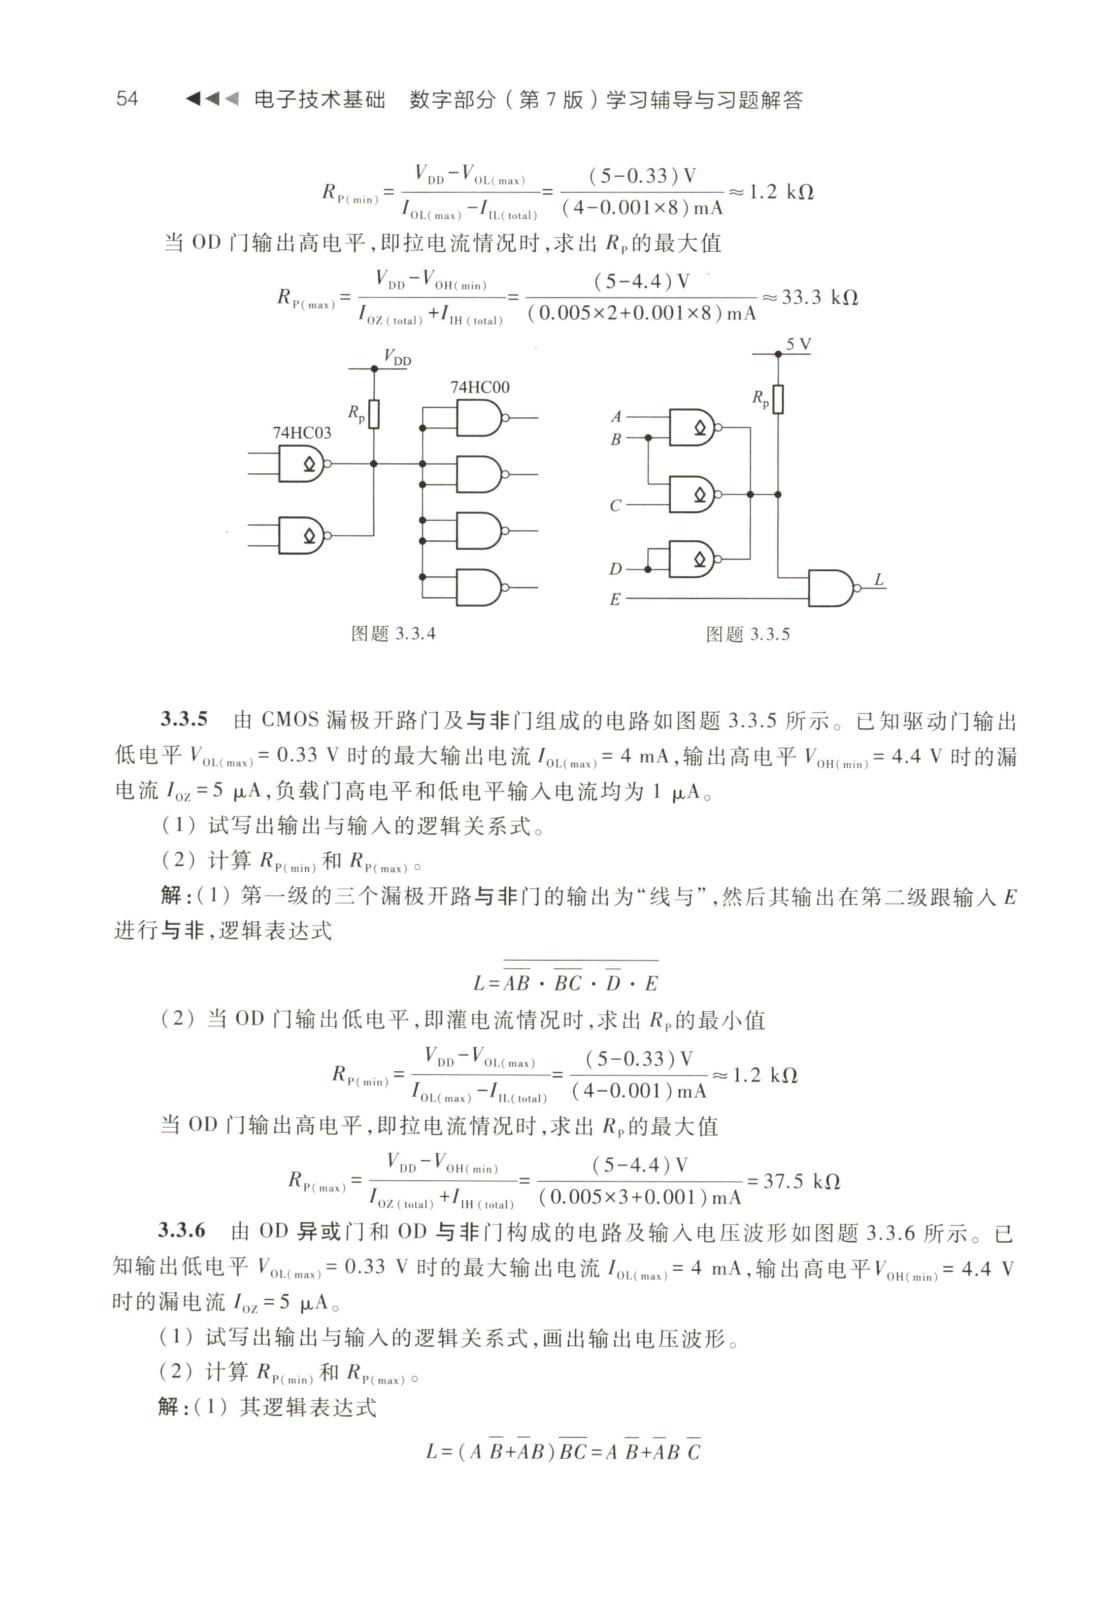 54 ◀◀◀ 电子技术基础 数字部分(第7版)学习辅导与习题解答
R_P(min) = (V_DD − V_OL(max)) / (I_OL(max) − I_IL(total)) = (5−0.33) V / (4−0.001×8) mA ≈ 1.2 kΩ
当 OD 门输出高电平,即拉电流情况时,求出 R_P 的最大值
R_P(max) = (V_DD − V_OH(min)) / (I_OZ(total) + I_IH(total)) = (5−4.4) V / (0.005×2+0.001×8) mA ≈ 33.3 kΩ
V_DD
R_p
74HC03
74HC00
图题 3.3.4
5 V
R_p
A
B
C
D
E
L
图题 3.3.5
3.3.5 由 CMOS 漏极开路门及与非门组成的电路如图题 3.3.5 所示。已知驱动门输出
低电平 V_OL(max) = 0.33 V 时的最大输出电流 I_OL(max) = 4 mA,输出高电平 V_OH(min) = 4.4 V 时的漏
电流 I_OZ = 5 μA,负载门高电平和低电平输入电流均为 1 μA。
(1) 试写出输出与输入的逻辑关系式。
(2) 计算 R_P(min) 和 R_P(max)。
解:(1) 第一级的三个漏极开路与非门的输出为“线与”,然后其输出在第二级跟输入 E
进行与非,逻辑表达式
L = \overline{\overline{AB} · \overline{BC} · \overline{D} · E}
(2) 当 OD 门输出低电平,即灌电流情况时,求出 R_P 的最小值
R_P(min) = (V_DD − V_OL(max)) / (I_OL(max) − I_IL(total)) = (5−0.33) V / (4−0.001) mA ≈ 1.2 kΩ
当 OD 门输出高电平,即拉电流情况时,求出 R_P 的最大值
R_P(max) = (V_DD − V_OH(min)) / (I_OZ(total) + I_IH(total)) = (5−4.4) V / (0.005×3+0.001) mA = 37.5 kΩ
3.3.6 由 OD 异或门和 OD 与非门构成的电路及输入电压波形如图题 3.3.6 所示。已
知输出低电平 V_OL(max) = 0.33 V 时的最大输出电流 I_OL(max) = 4 mA,输出高电平 V_OH(min) = 4.4 V
时的漏电流 I_OZ = 5 μA。
(1) 试写出输出与输入的逻辑关系式,画出输出电压波形。
(2) 计算 R_P(min) 和 R_P(max)。
解:(1) 其逻辑表达式
L = (A \overline{B} + \overline{A}B) \overline{BC} = A \overline{B} + \overline{A}B \overline{C}